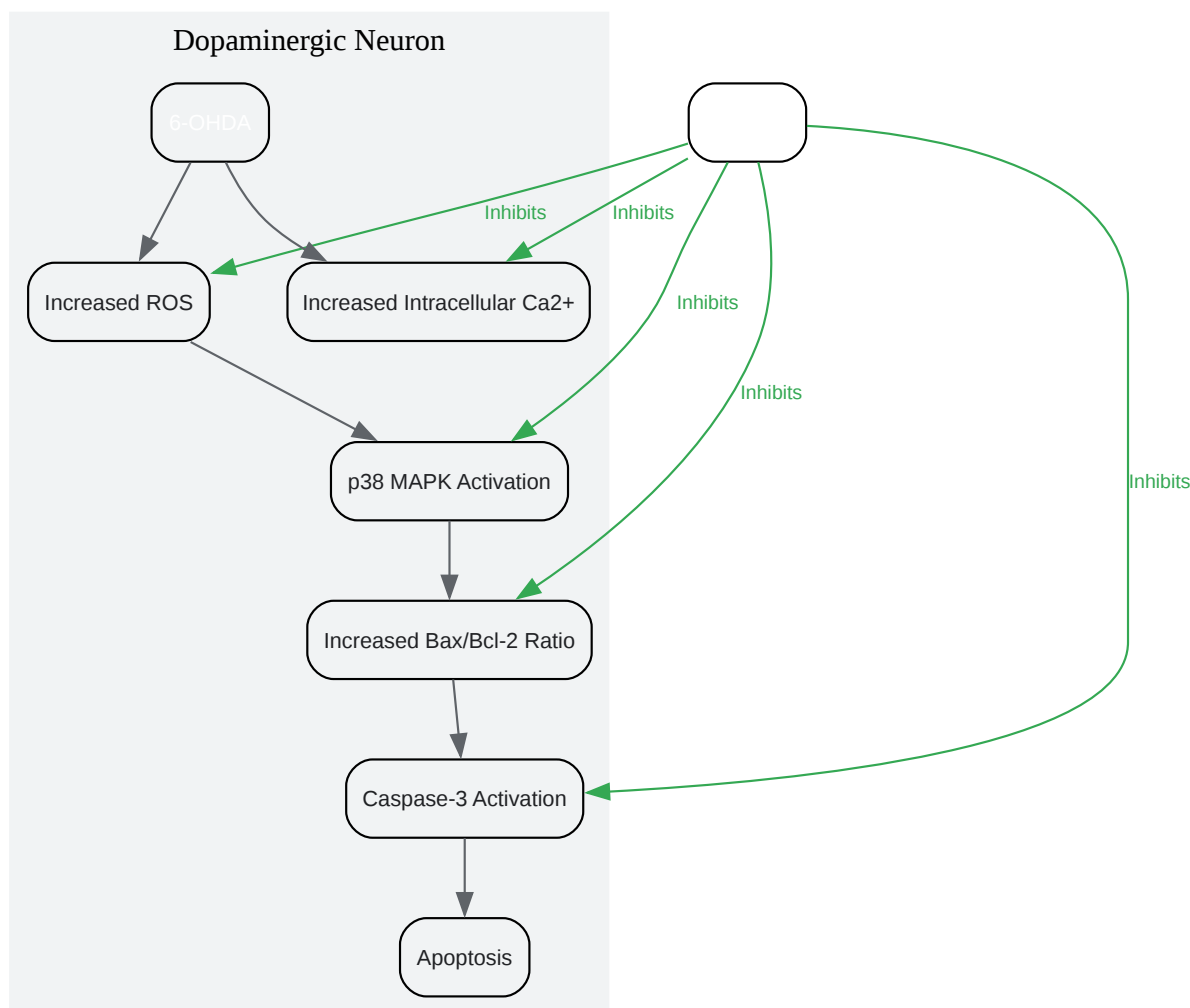 Dopaminergic Neuron
6-OHDA
Inhibits
Inhibits
Increased ROS
Increased Intracellular Ca2+
Inhibits
Inhibits
p38 MAPK Activation
Inhibits
Increased Bax/Bcl-2 Ratio
Caspase-3 Activation
Apoptosis